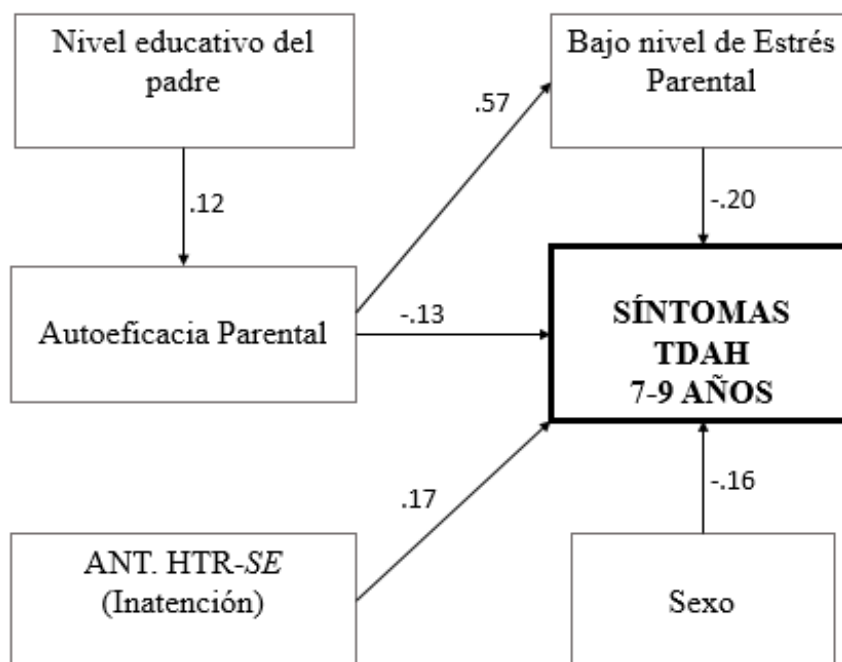 Nivel educativo del
padre
Bajo nivel de Estrés
Parental
.57
.12
-.20
Autoeficacia Parental
-.13
SÍNTOMAS
TDAH
7-9 AÑOS
.17
-.16
ANT. HTR-SE
(Inatención)
Sexo